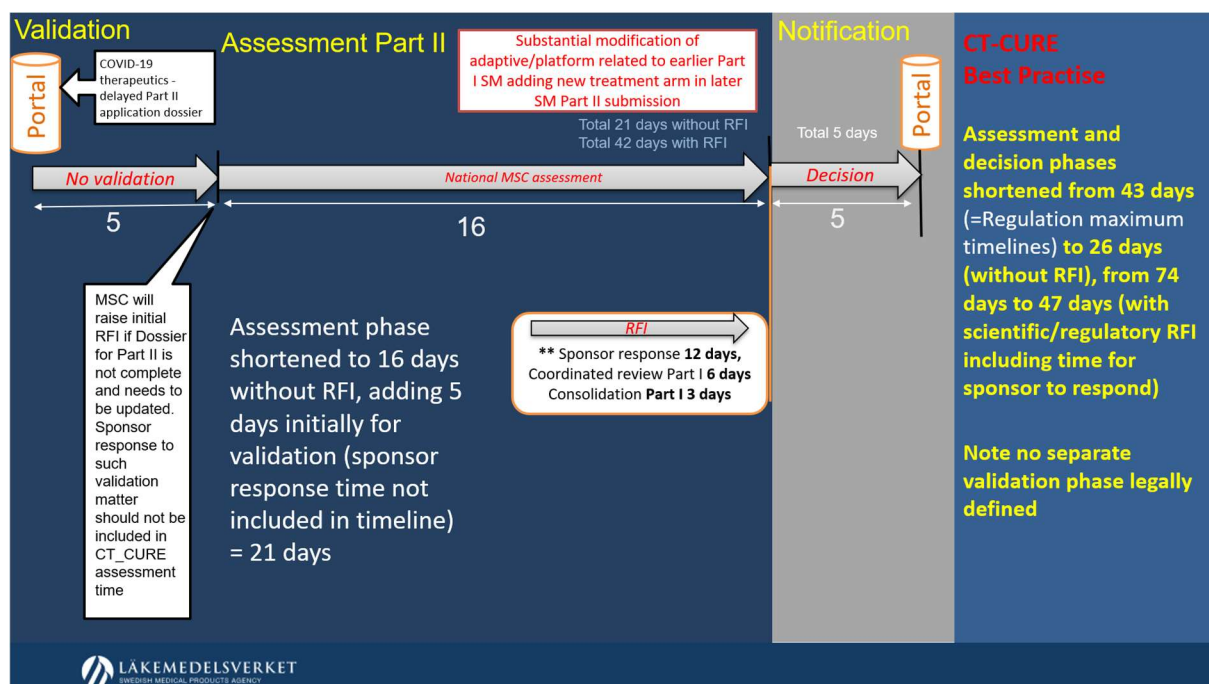 Validation
Portal
COVID-19
therapeutics -
delayed Part II
application dossier
Assessment Part II
Substantial modification of
adaptive/platform related to earlier Part
I SM adding new treatment arm in later
SM Part II submission
Total 21 days without RFI
Total 42 days with RFI
Notification
Total 5 days
Portal
No validation
National MSC assessment
Decision
5
16
5
MSC will
raise initial
RFI if Dossier
for Part II is
not complete
and needs to
be updated.
Sponsor
response to
such
validation
matter
should not be
included in
CT_CURE
assessment
time
Assessment phase
shortened to 16 days
without RFI, adding 5
days initially for
validation (sponsor
response time not
included in timeline)
= 21 days
RFI
** Sponsor response 12 days,
Coordinated review Part I 6 days
Consolidation Part I 3 days
CT-CURE
Best Practise
Assessment and
decision phases
shortened from 43 days
(=Regulation maximum
timelines) to 26 days
(without RFI), from 74
days to 47 days (with
scientific/regulatory RFI
including time for
sponsor to respond)
Note no separate
validation phase legally
defined
LÄKEMEDELSVERKET
SWEDISH MEDICAL PRODUCTS AGENCY